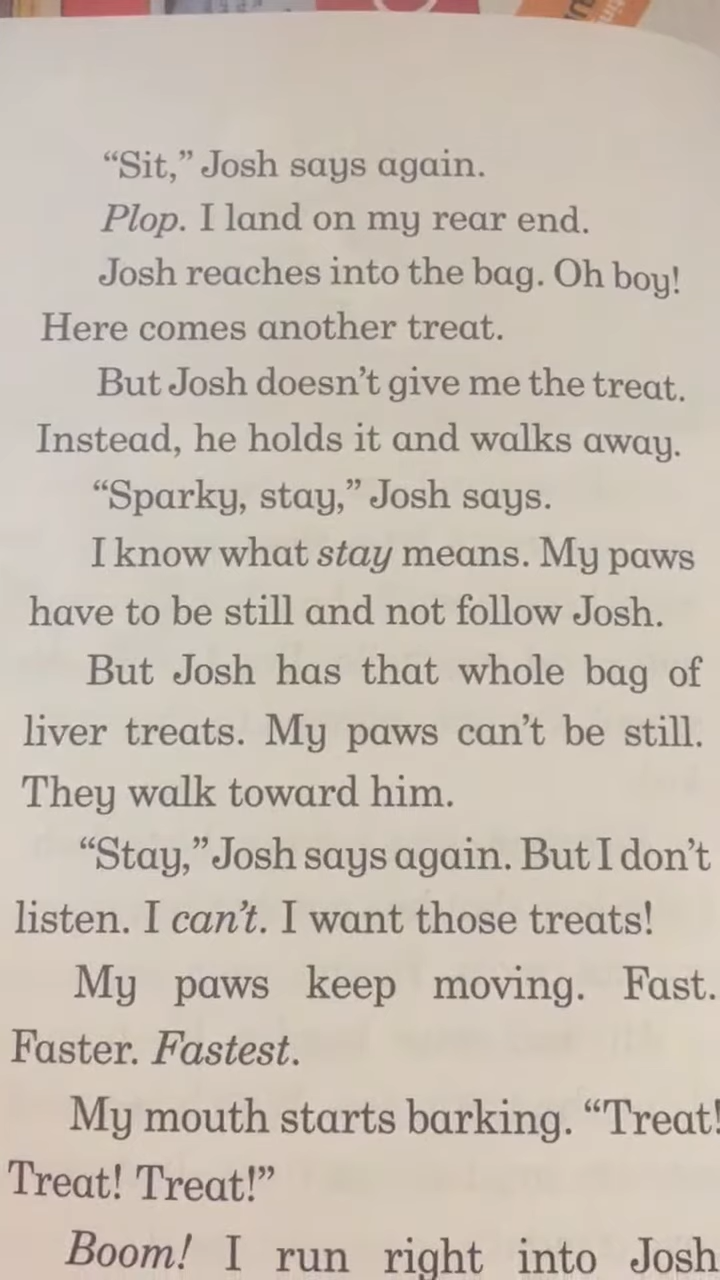 “Sit,” Josh says again.
Plop. I land on my rear end.
Josh reaches into the bag. Oh boy!
Here comes another treat.
But Josh doesn’t give me the treat.
Instead, he holds it and walks away.
“Sparky, stay,” Josh says.
I know what stay means. My paws
have to be still and not follow Josh.
But Josh has that whole bag of
liver treats. My paws can’t be still.
They walk toward him.
“Stay,” Josh says again. But I don’t
listen. I can’t. I want those treats!
My paws keep moving. Fast.
Faster. Fastest.
My mouth starts barking. “Treat!
Treat! Treat!”
Boom! I run right into Josh